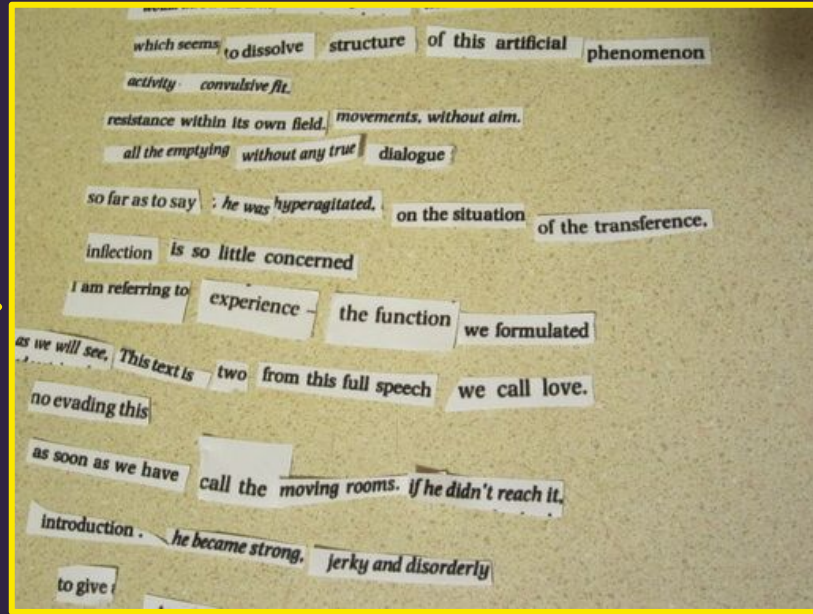 which seems to dissolve structure of this artificial phenomenon
activity convulsive fit.
resistance within its own field. movements, without aim.
all the emptying without any true dialogue
so far as to say : he was hyperagitated. on the situation of the transference,
inflection is so little concerned
I am referring to experience – the function we formulated
as we will see, This text is two from this full speech we call love.
no evading this
as soon as we have call the moving rooms. if he didn't reach it,
introduction . he became strong, jerky and disorderly
to give